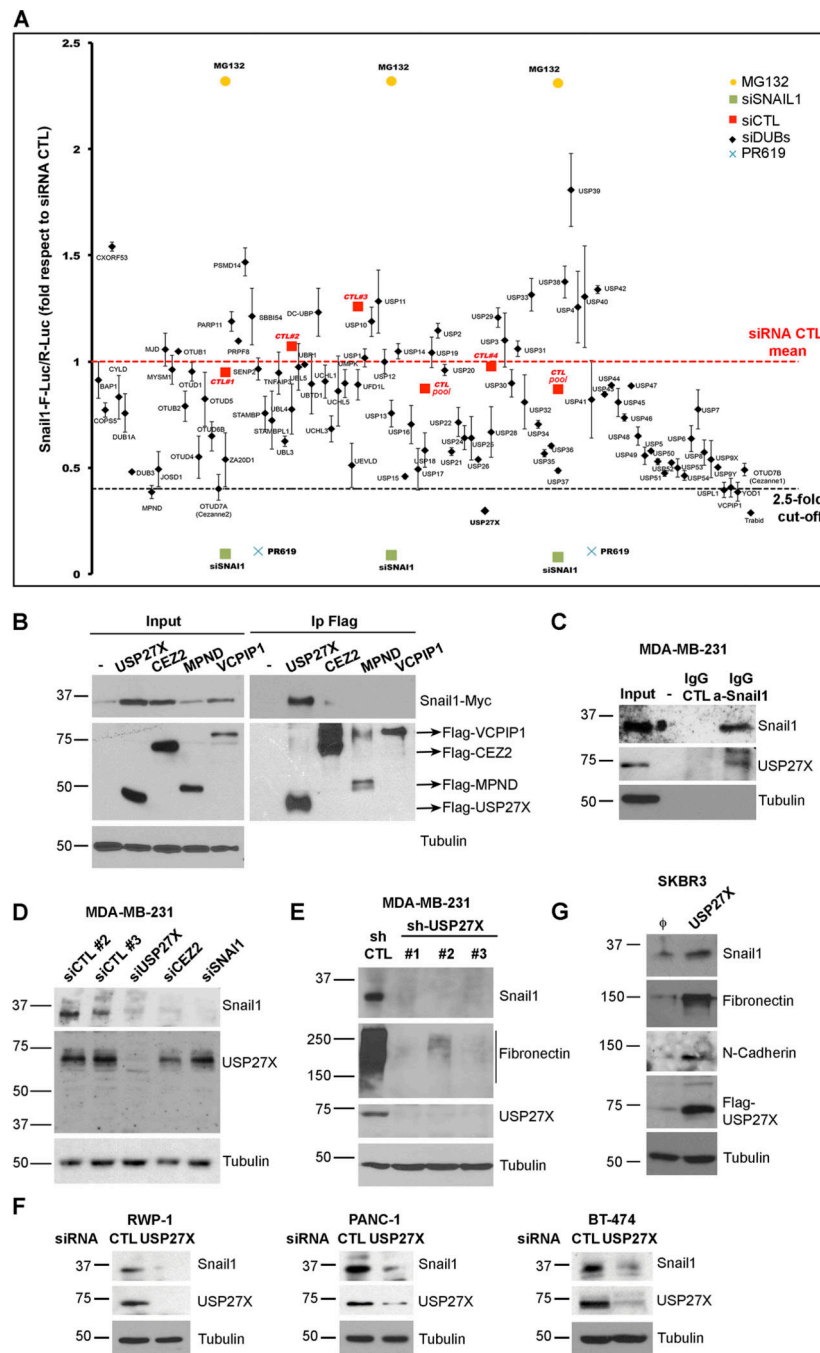 A
Snail1-F-Luc/R-Luc (fold respect to siRNA CTL)
2.5
2
1.5
1
0.5
0
MG132
MG132
MG132
MG132
siSNAIL1
siCTL
siDUBs
PR619
USP39
CXORF53
PSMD14
PARP11
SBBI54
DC-UBP
CTL#3
USP10
USP11
USP2
USP29
USP33
USP38
USP4
USP40
USP42
MJD
OTUB1
PRPF8
CTL#2
UBR1
USP1
USP14
USP19
USP3
USP31
siRNA CTL
mean
BAP1
CYLD
MYSM1
OTUD1
CTL#1
SENP2
TNFAIP3
UBL5
UCHL1
UMPK
USP12
UFD1L
USP20
CTL#4
USP30
CTL
pool
CTL
pool
USP41
USP43
USP44
USP47
COPS5
DUB1A
OTUB2
OTUD5
OTUD6B
STAMBP
UBL4
STAMBPL1
UBTD1
UCHL5
UCHL3
USP13
USP16
USP22
USP24
USP25
USP28
USP32
USP34
USP45
USP46
USP48
USP7
UBL3
DUB3
JOSD1
OTUD4
ZA20D1
UEVLD
USP15
USP18
USP17
USP21
USP26
USP35
USP36
USP37
USP49
USP5
USP50
USP51
USP52
USP53
USP54
USP6
USP8
USP9X
USP9Y
OTUD7B
(Cezanne1)
MPND
OTUD7A
(Cezanne2)
USP27X
USPL1
VCPIP1
YOD1
Trabid
2.5-fold
cut-off
siSNAI1
PR619
siSNAI1
siSNAI1
PR619
B
Input
Ip Flag
- USP27X CEZ2 MPND VCPIP1
- USP27X CEZ2 MPND VCPIP1
37
75
50
50
Snail1-Myc
Flag-VCPIP1
Flag-CEZ2
Flag-MPND
Flag-USP27X
Tubulin
C
MDA-MB-231
Input - IgG CTL IgG a-Snail1
37 Snail1
75 USP27X
50 Tubulin
D
MDA-MB-231
siCTL #2 siCTL #3 siUSP27X siCEZ2 siSNAI1
37 Snail1
75 USP27X
50
37
50 Tubulin
E
MDA-MB-231
sh CTL
sh-USP27X
#1 #2 #3
37 Snail1
250 Fibronectin
150
75 USP27X
50 Tubulin
G
SKBR3
ϕ USP27X
37 Snail1
150 Fibronectin
150 N-Cadherin
75 Flag-
USP27X
50 Tubulin
F
RWP-1
siRNA CTL USP27X
37 Snail1
75 USP27X
50 Tubulin
PANC-1
siRNA CTL USP27X
37 Snail1
75 USP27X
50 Tubulin
BT-474
siRNA CTL USP27X
37 Snail1
75 USP27X
50 Tubulin